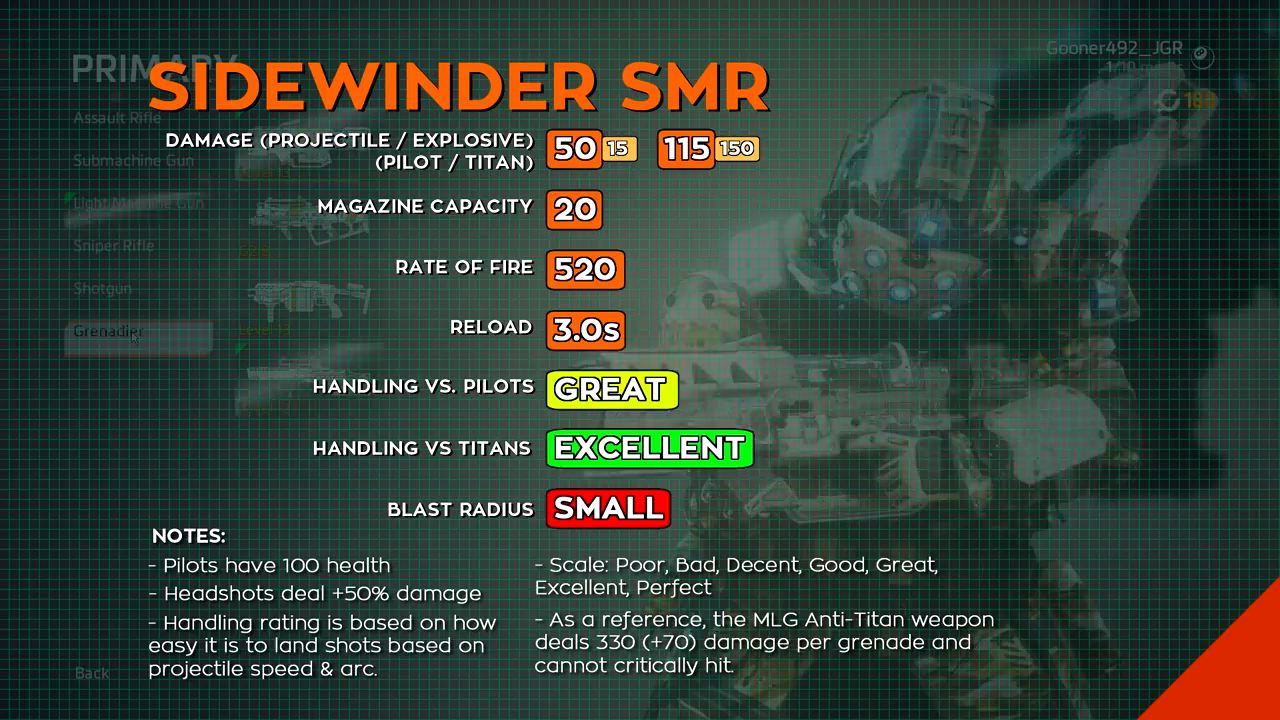 PRIMARY
Gooner492_JGR
SIDEWINDER SMR
Assault Rifle
DAMAGE (PROJECTILE / EXPLOSIVE) 50 15 115 150
(PILOT / TITAN)
Submachine Gun
Light Machine Gun
MAGAZINE CAPACITY 20
Sniper Rifle
RATE OF FIRE 520
Shotgun
Grenadier
RELOAD 3.0s
HANDLING VS. PILOTS GREAT
HANDLING VS TITANS EXCELLENT
BLAST RADIUS SMALL
NOTES:
- Pilots have 100 health
- Headshots deal +50% damage
- Handling rating is based on how
easy it is to land shots based on
projectile speed & arc.
- Scale: Poor, Bad, Decent, Good, Great,
Excellent, Perfect
- As a reference, the MLG Anti-Titan weapon
deals 330 (+70) damage per grenade and
cannot critically hit.
Back